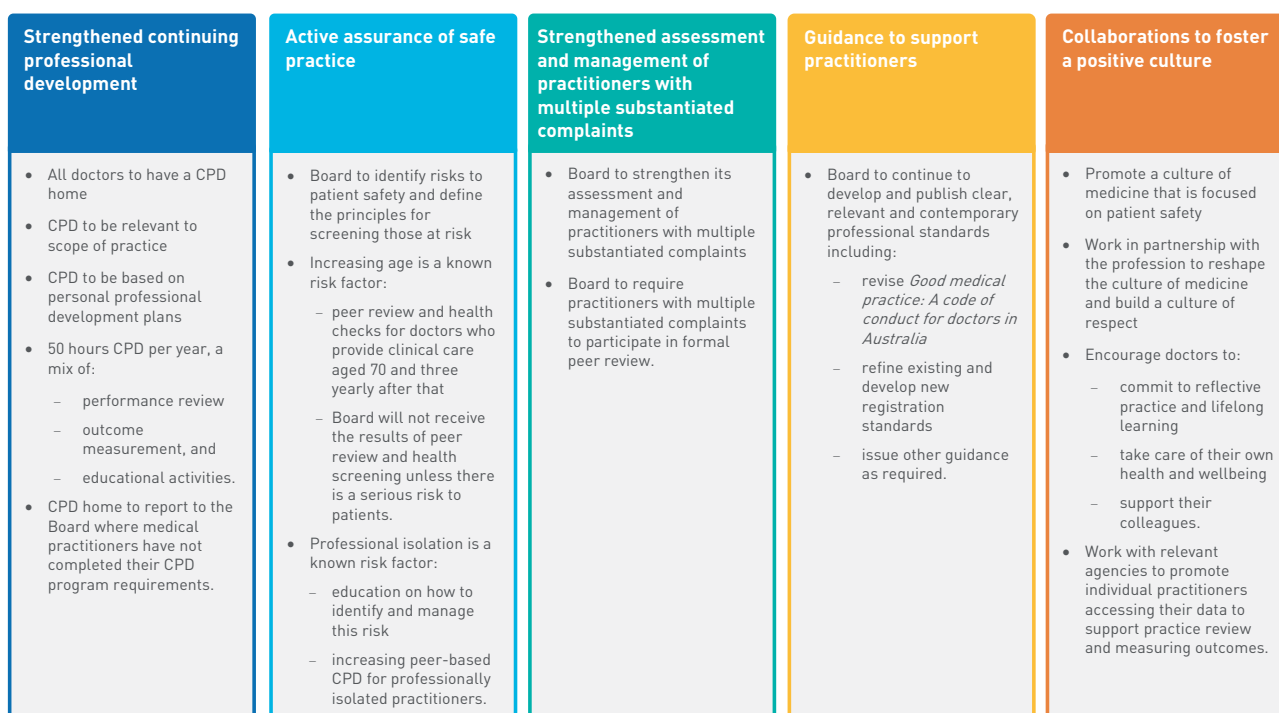 Strengthened continuing
professional
development
● All doctors to have a CPD
home
● CPD to be relevant to
scope of practice
● CPD to be based on
personal professional
development plans
● 50 hours CPD per year, a
mix of:
– performance review
– outcome
measurement, and
– educational activities.
● CPD home to report to the
Board where medical
practitioners have not
completed their CPD
program requirements.
Active assurance of safe
practice
● Board to identify risks to
patient safety and define
the principles for
screening those at risk
● Increasing age is a known
risk factor:
– peer review and health
checks for doctors who
provide clinical care
aged 70 and three
yearly after that
– Board will not receive
the results of peer
review and health
screening unless there
is a serious risk to
patients.
● Professional isolation is a
known risk factor:
– education on how to
identify and manage
this risk
– increasing peer-based
CPD for professionally
isolated practitioners.
Strengthened assessment
and management of
practitioners with
multiple substantiated
complaints
● Board to strengthen its
assessment and
management of
practitioners with multiple
substantiated complaints
● Board to require
practitioners with multiple
substantiated complaints
to participate in formal
peer review.
Guidance to support
practitioners
● Board to continue to
develop and publish clear,
relevant and contemporary
professional standards
including:
– revise Good medical
practice: A code of
conduct for doctors in
Australia
– refine existing and
develop new
registration
standards
– issue other guidance
as required.
Collaborations to foster
a positive culture
● Promote a culture of
medicine that is focused
on patient safety
● Work in partnership with
the profession to reshape
the culture of medicine
and build a culture of
respect
● Encourage doctors to:
– commit to reflective
practice and lifelong
learning
– take care of their own
health and wellbeing
– support their
colleagues.
● Work with relevant
agencies to promote
individual practitioners
accessing their data to
support practice review
and measuring outcomes.